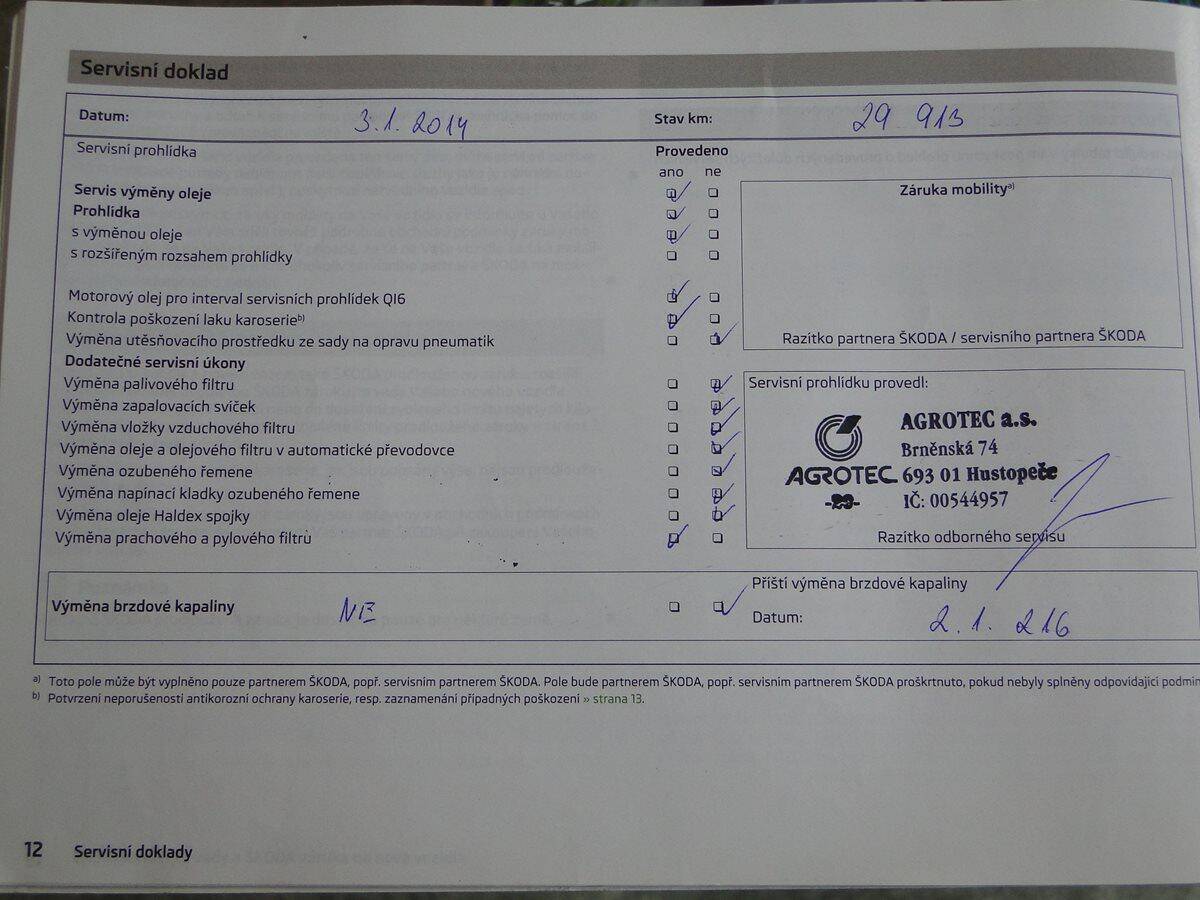 Servisní doklad
Datum: 3.1.2014 Stav km: 29 913
Servisní prohlídka
Provedeno
ano ne
Servis výměny oleje
Prohlídka
s výměnou oleje
s rozšířeným rozsahem prohlídky
Motorový olej pro interval servisních prohlídek QI6
Kontrola poškození laku karoserie b)
Výměna utěsňovacího prostředku ze sady na opravu pneumatik
Dodatečné servisní úkony
Výměna palivového filtru
Výměna zapalovacích svíček
Výměna vložky vzduchového filtru
Výměna oleje a olejového filtru v automatické převodovce
Výměna ozubeného řemene
Výměna napínací kladky ozubeného řemene
Výměna oleje Haldex spojky
Výměna prachového a pylového filtru
Záruka mobility a)
Razítko partnera ŠKODA / servisního partnera ŠKODA
Servisní prohlídku provedl:
AGROTEC a.s.
Brněnská 74
AGROTEC 693 01 Hustopeče
IČ: 00544957
Razítko odborného servisu
Výměna brzdové kapaliny NE
Příští výměna brzdové kapaliny
Datum: 2.1.216
a) Toto pole může být vyplněno pouze partnerem ŠKODA, popř. servisním partnerem ŠKODA. Pole bude partnerem ŠKODA, popř. servisním partnerem ŠKODA proškrtnuto, pokud nebyly splněny odpovídající podmín
b) Potvrzení neporušenosti antikorozní ochrany karoserie, resp. zaznamenání případných poškození » strana 13.
12 Servisní doklady